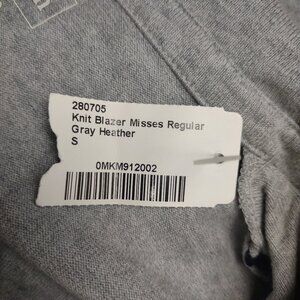 280705
Knit Blazer Misses Regular
Gray Heather
S
0MKM912002